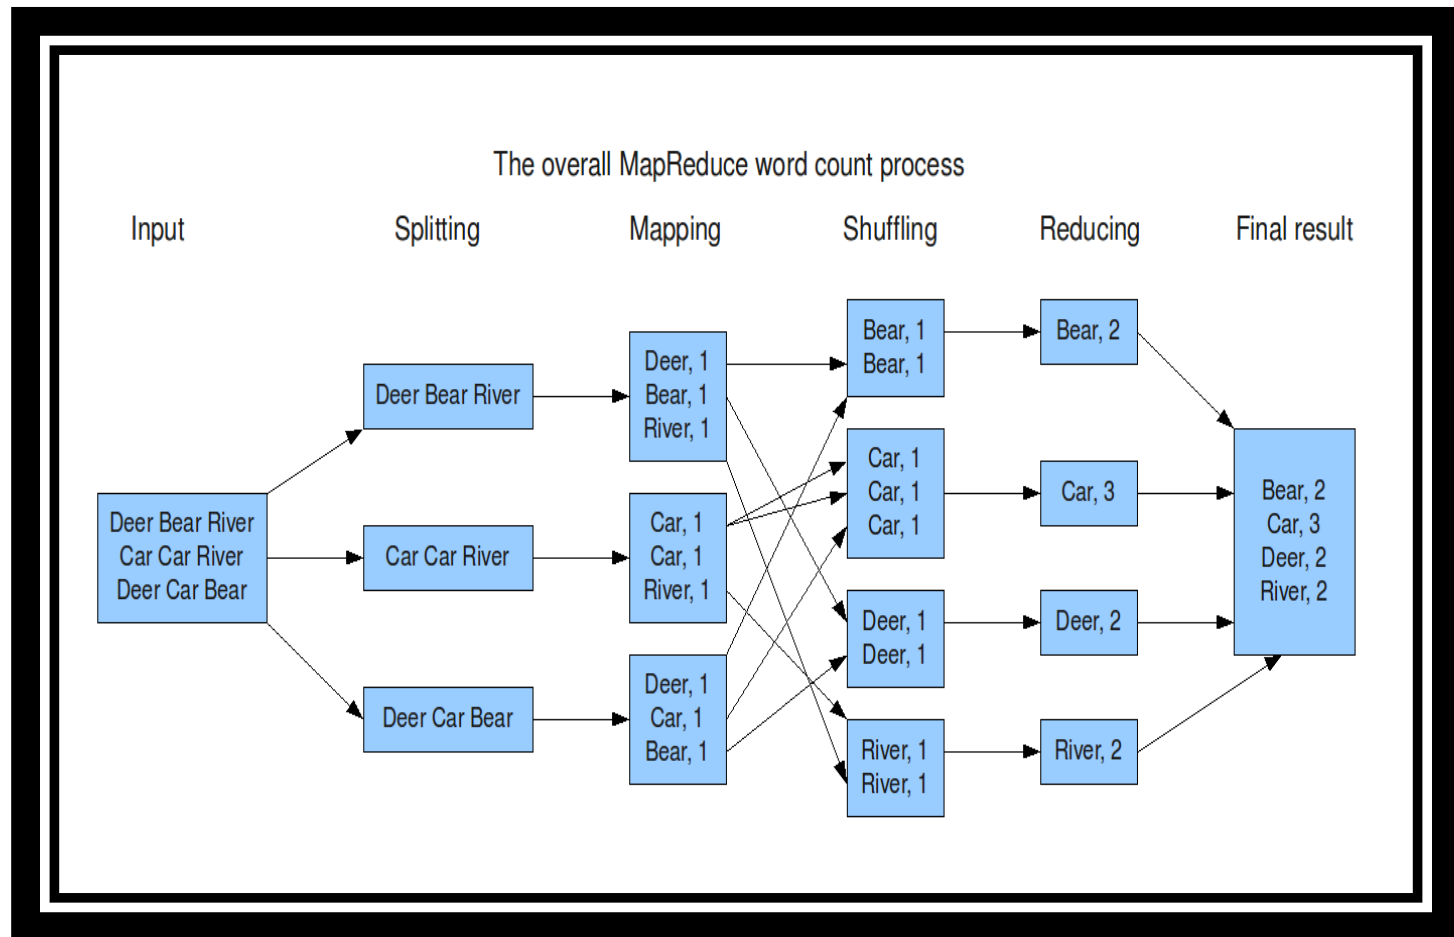 The overall MapReduce word count process
Input
Splitting
Mapping
Shuffling
Reducing
Final result
Deer Bear River
Car Car River
Deer Car Bear
Deer Bear River
Car Car River
Deer Car Bear
Deer, 1
Bear, 1
River, 1
Car, 1
Car, 1
River, 1
Deer, 1
Car, 1
Bear, 1
Bear, 1
Bear, 1
Car, 1
Car, 1
Car, 1
Deer, 1
Deer, 1
River, 1
River, 1
Bear, 2
Car, 3
Deer, 2
River, 2
Bear, 2
Car, 3
Deer, 2
River, 2